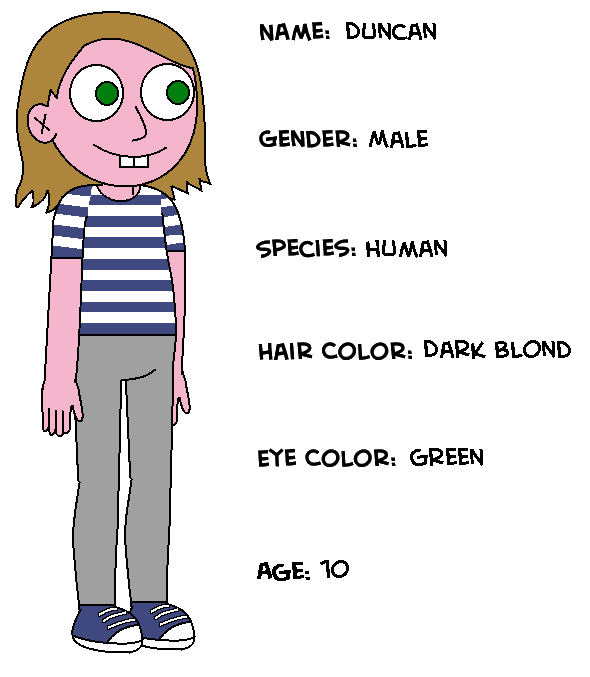 NAME: DUNCAN
GENDER: MALE
SPECIES: HUMAN
HAIR COLOR: DARK BLOND
EYE COLOR: GREEN
AGE: 10